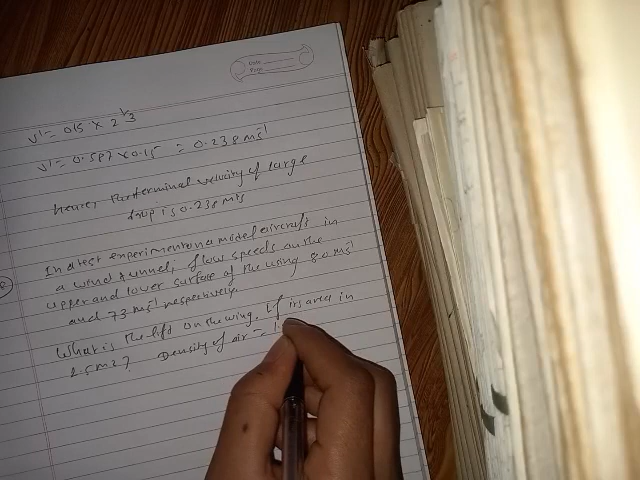 Date
Page
v' = 0.15 × 2^1/3
v' = 0.587 × 0.15 = 0.238 ms-1
hence, the terminal velocity of large
drop is 0.238 m/s
In a test experiment on a model aircraft in
a wind tunnel; flow speeds on the
upper and lower surface of the wing 80 ms-1
and 73 ms-1 respectively.
What is the lift on the wing. If its area in
2.5 m2? Density of air =